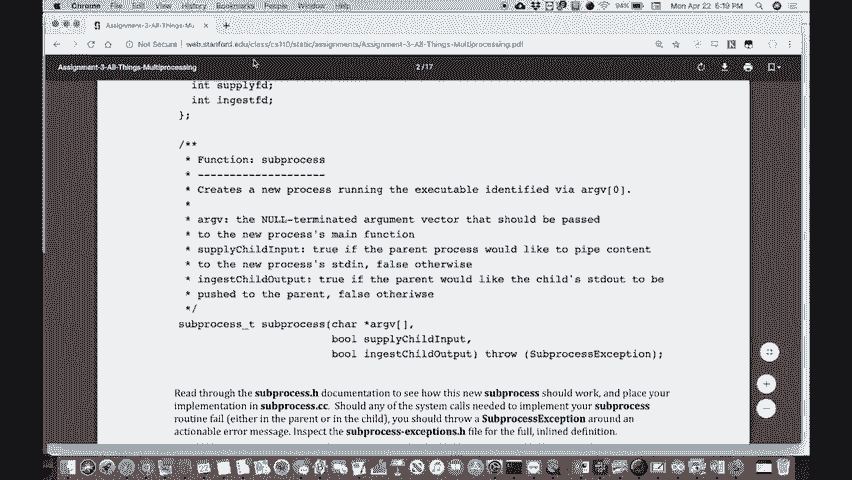 Chrome File Edit View History Bookmarks People Window Help
94% Mon Apr 22 6:19 PM
Assignment-3-All-Things-Multip
Not Secure | web.stanford.edu/class/cs110/static/assignments/Assignment-3-All-Things-Multiprocessing.pdf
Assignment-3-All-Things-Multiprocessing
2 / 17
int supplyfd;
int ingestfd;
};
/**
* Function: subprocess
* --------------------
* Creates a new process running the executable identified via argv[0].
*
* argv: the NULL-terminated argument vector that should be passed
* to the new process's main function
* supplyChildInput: true if the parent process would like to pipe content
* to the new process's stdin, false otherwise
* ingestChildOutput: true if the parent would like the child's stdout to be
* pushed to the parent, false otheriwse
*/
subprocess_t subprocess(char *argv[],
bool supplyChildInput,
bool ingestChildOutput) throw (SubprocessException);
Read through the subprocess.h documentation to see how this new subprocess should work, and place your
implementation in subprocess.cc. Should any of the system calls needed to implement your subprocess
routine fail (either in the parent or in the child), you should throw a SubprocessException around an
actionable error message. Inspect the subprocess-exceptions.h file for the full, inlined definition.